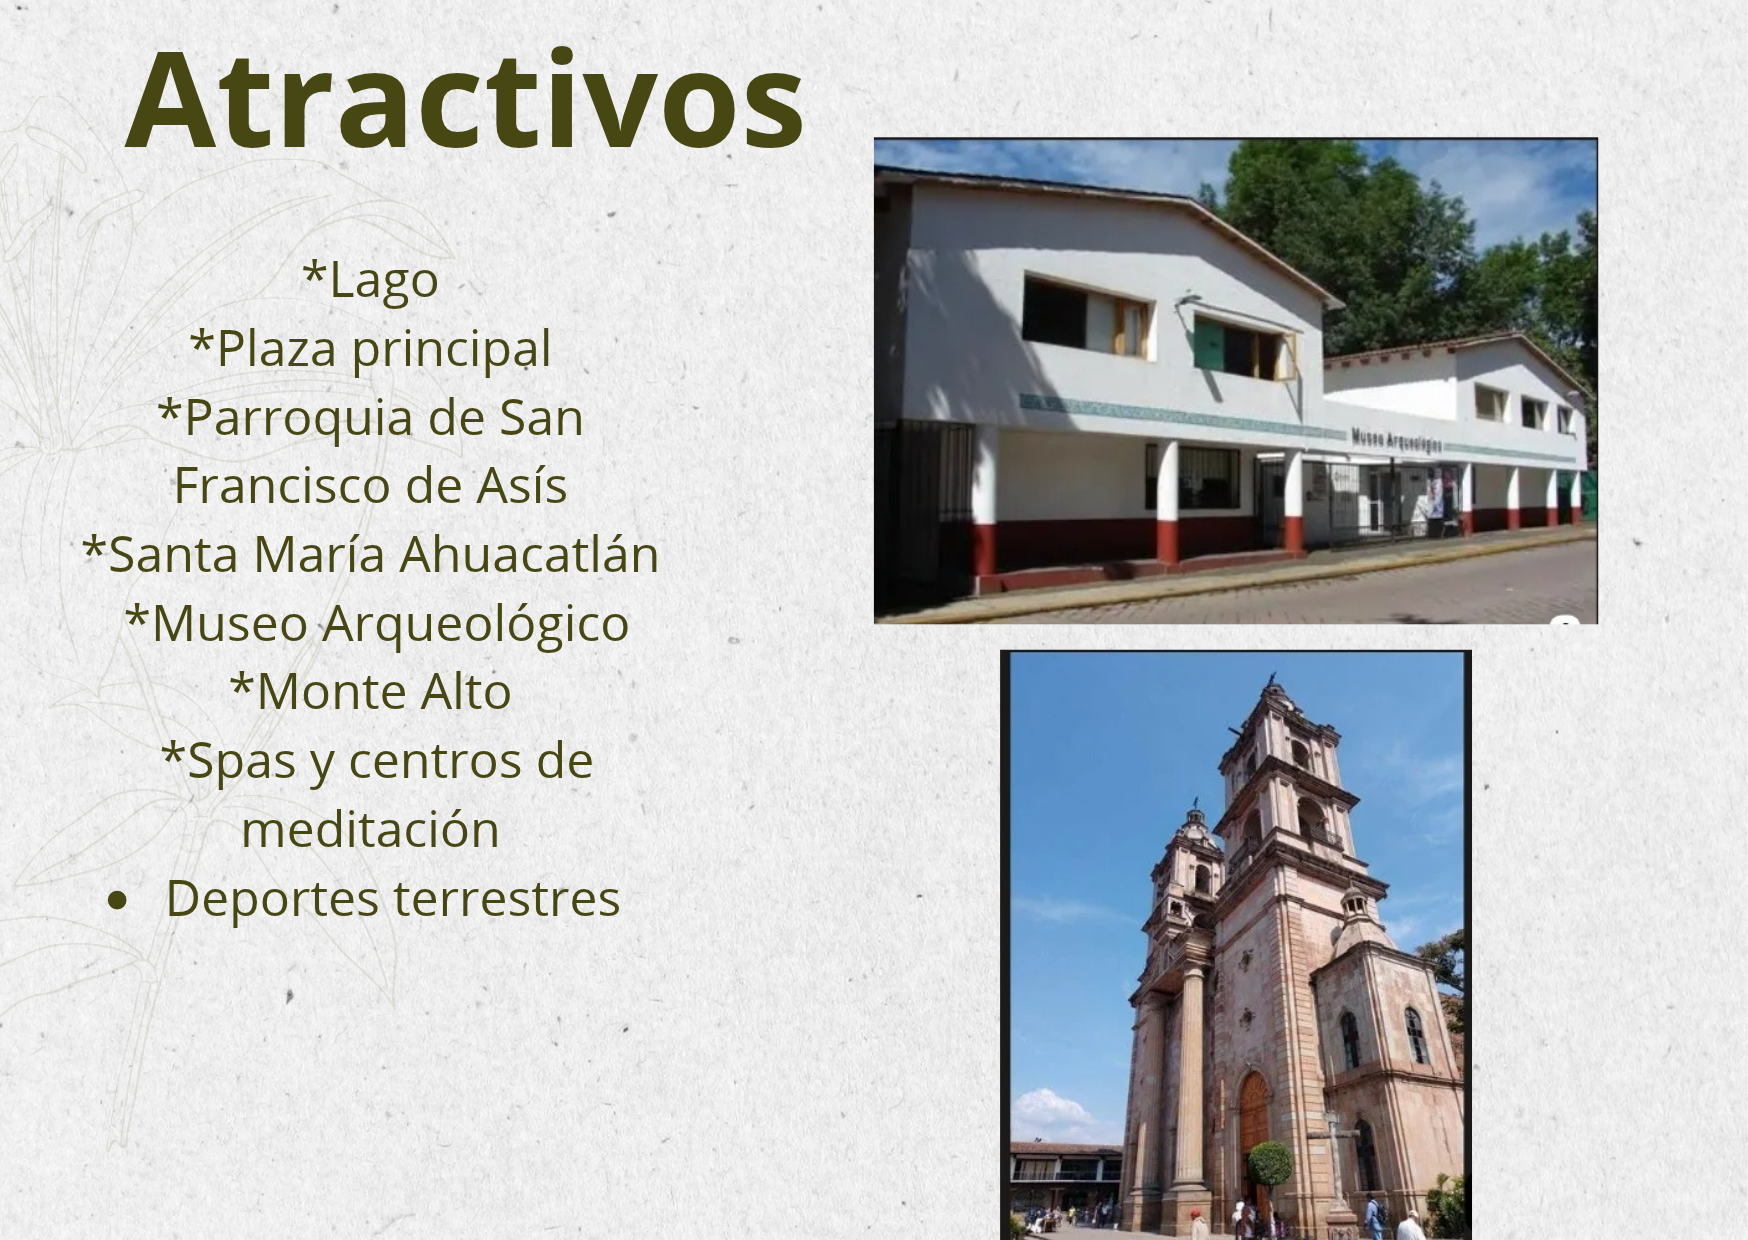 Atractivos
*Lago
*Plaza principal
*Parroquia de San
Francisco de Asís
*Santa María Ahuacatlán
*Museo Arqueológico
*Monte Alto
*Spas y centros de
meditación
• Deportes terrestres
Museo Arqueológico